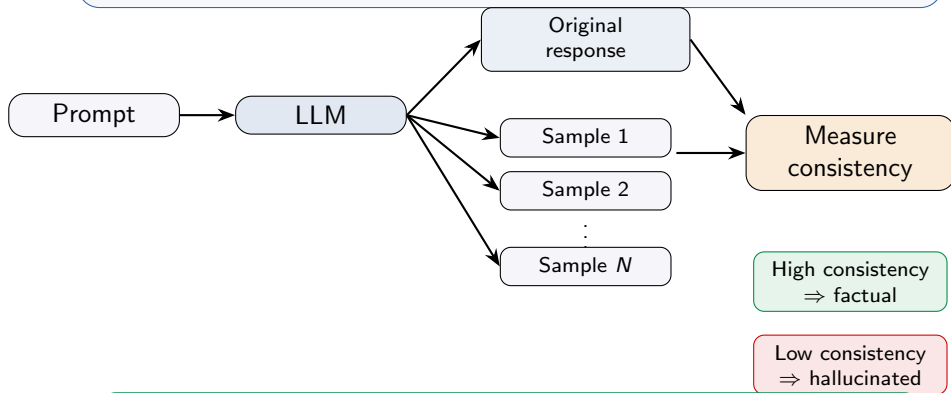 Original
response
Prompt
LLM
Sample 1
Measure
consistency
Sample 2
⋮
Sample N
High consistency
⇒ factual
Low consistency
⇒ hallucinated